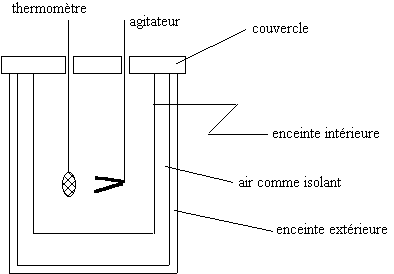 thermomètre
agitateur
couvercle
enceinte intérieure
air comme isolant
enceinte extérieure